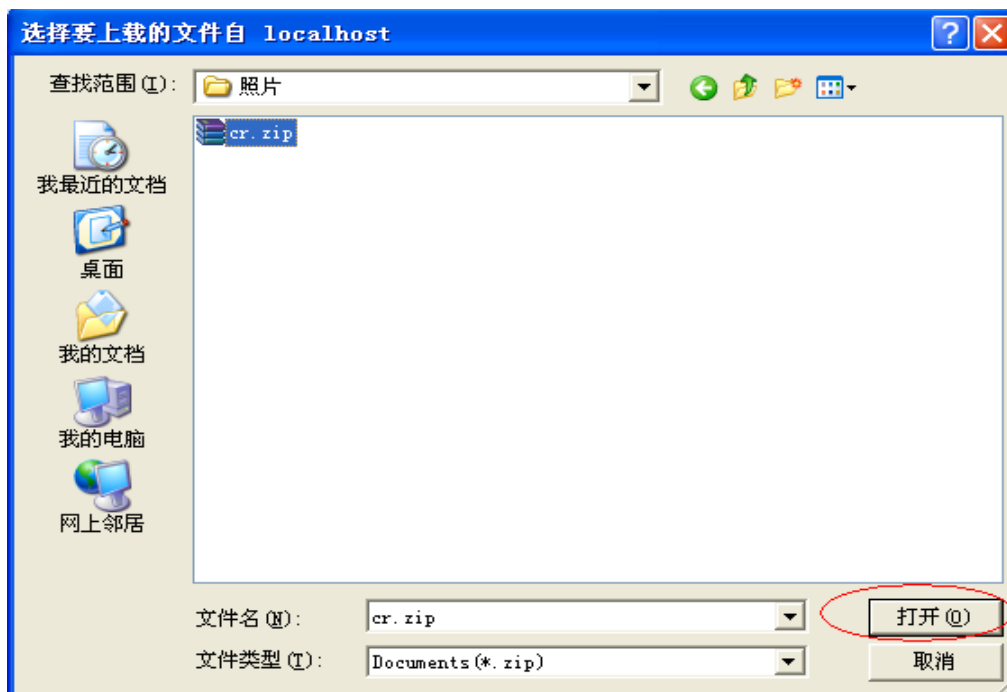 选择要上载的文件自 localhost
查找范围(I):
照片
cr.zip
我最近的文档
桌面
我的文档
我的电脑
网上邻居
文件名(N):
cr.zip
打开(O)
文件类型(T):
Documents(*.zip)
取消